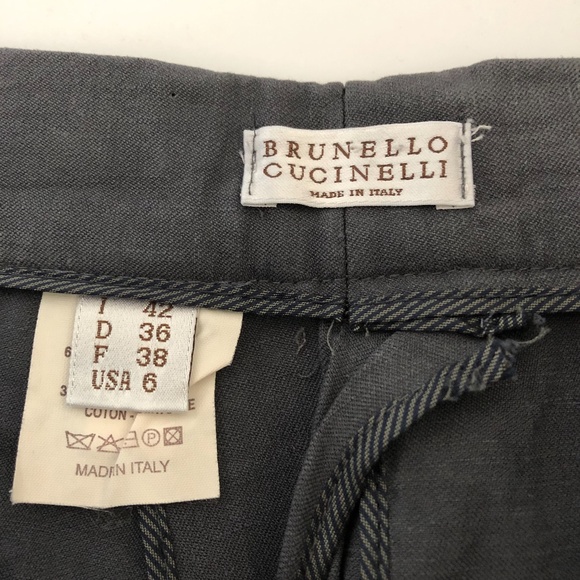 BRUNELLO
CUCINELLI
MADE IN ITALY
I 42
D 36
F 38
USA 6
COTON -
P
MADE IN ITALY